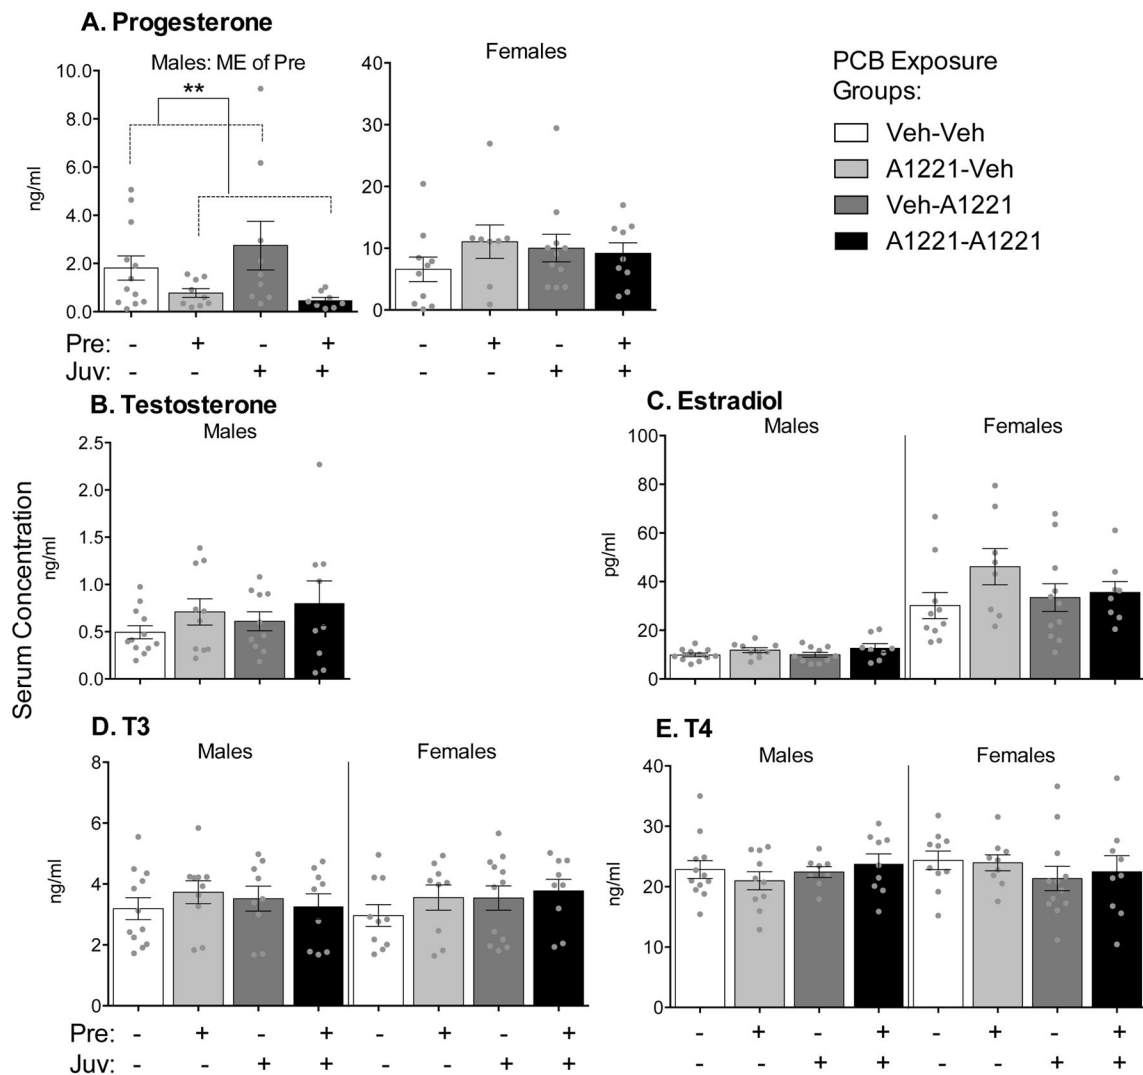 A. Progesterone
Males: ME of Pre
Females
PCB Exposure
Groups:
Veh-Veh
A1221-Veh
Veh-A1221
A1221-A1221
**
ng/ml
10.0
8.0
6.0
4.0
2.0
0.0
40
30
20
10
0
Pre: - + - + - + - +
Juv: - - + + - - + +
B. Testosterone
Males
C. Estradiol
Males Females
Serum Concentration
ng/ml
2.5
2.0
1.5
1.0
0.5
0.0
pg/ml
100
80
60
40
20
0
D. T3
Males Females
E. T4
Males Females
ng/ml
8
6
4
2
0
ng/ml
40
30
20
10
0
Pre: - + - + - + - + - + - + - + - +
Juv: - - + + - - + + - - + + - - + +